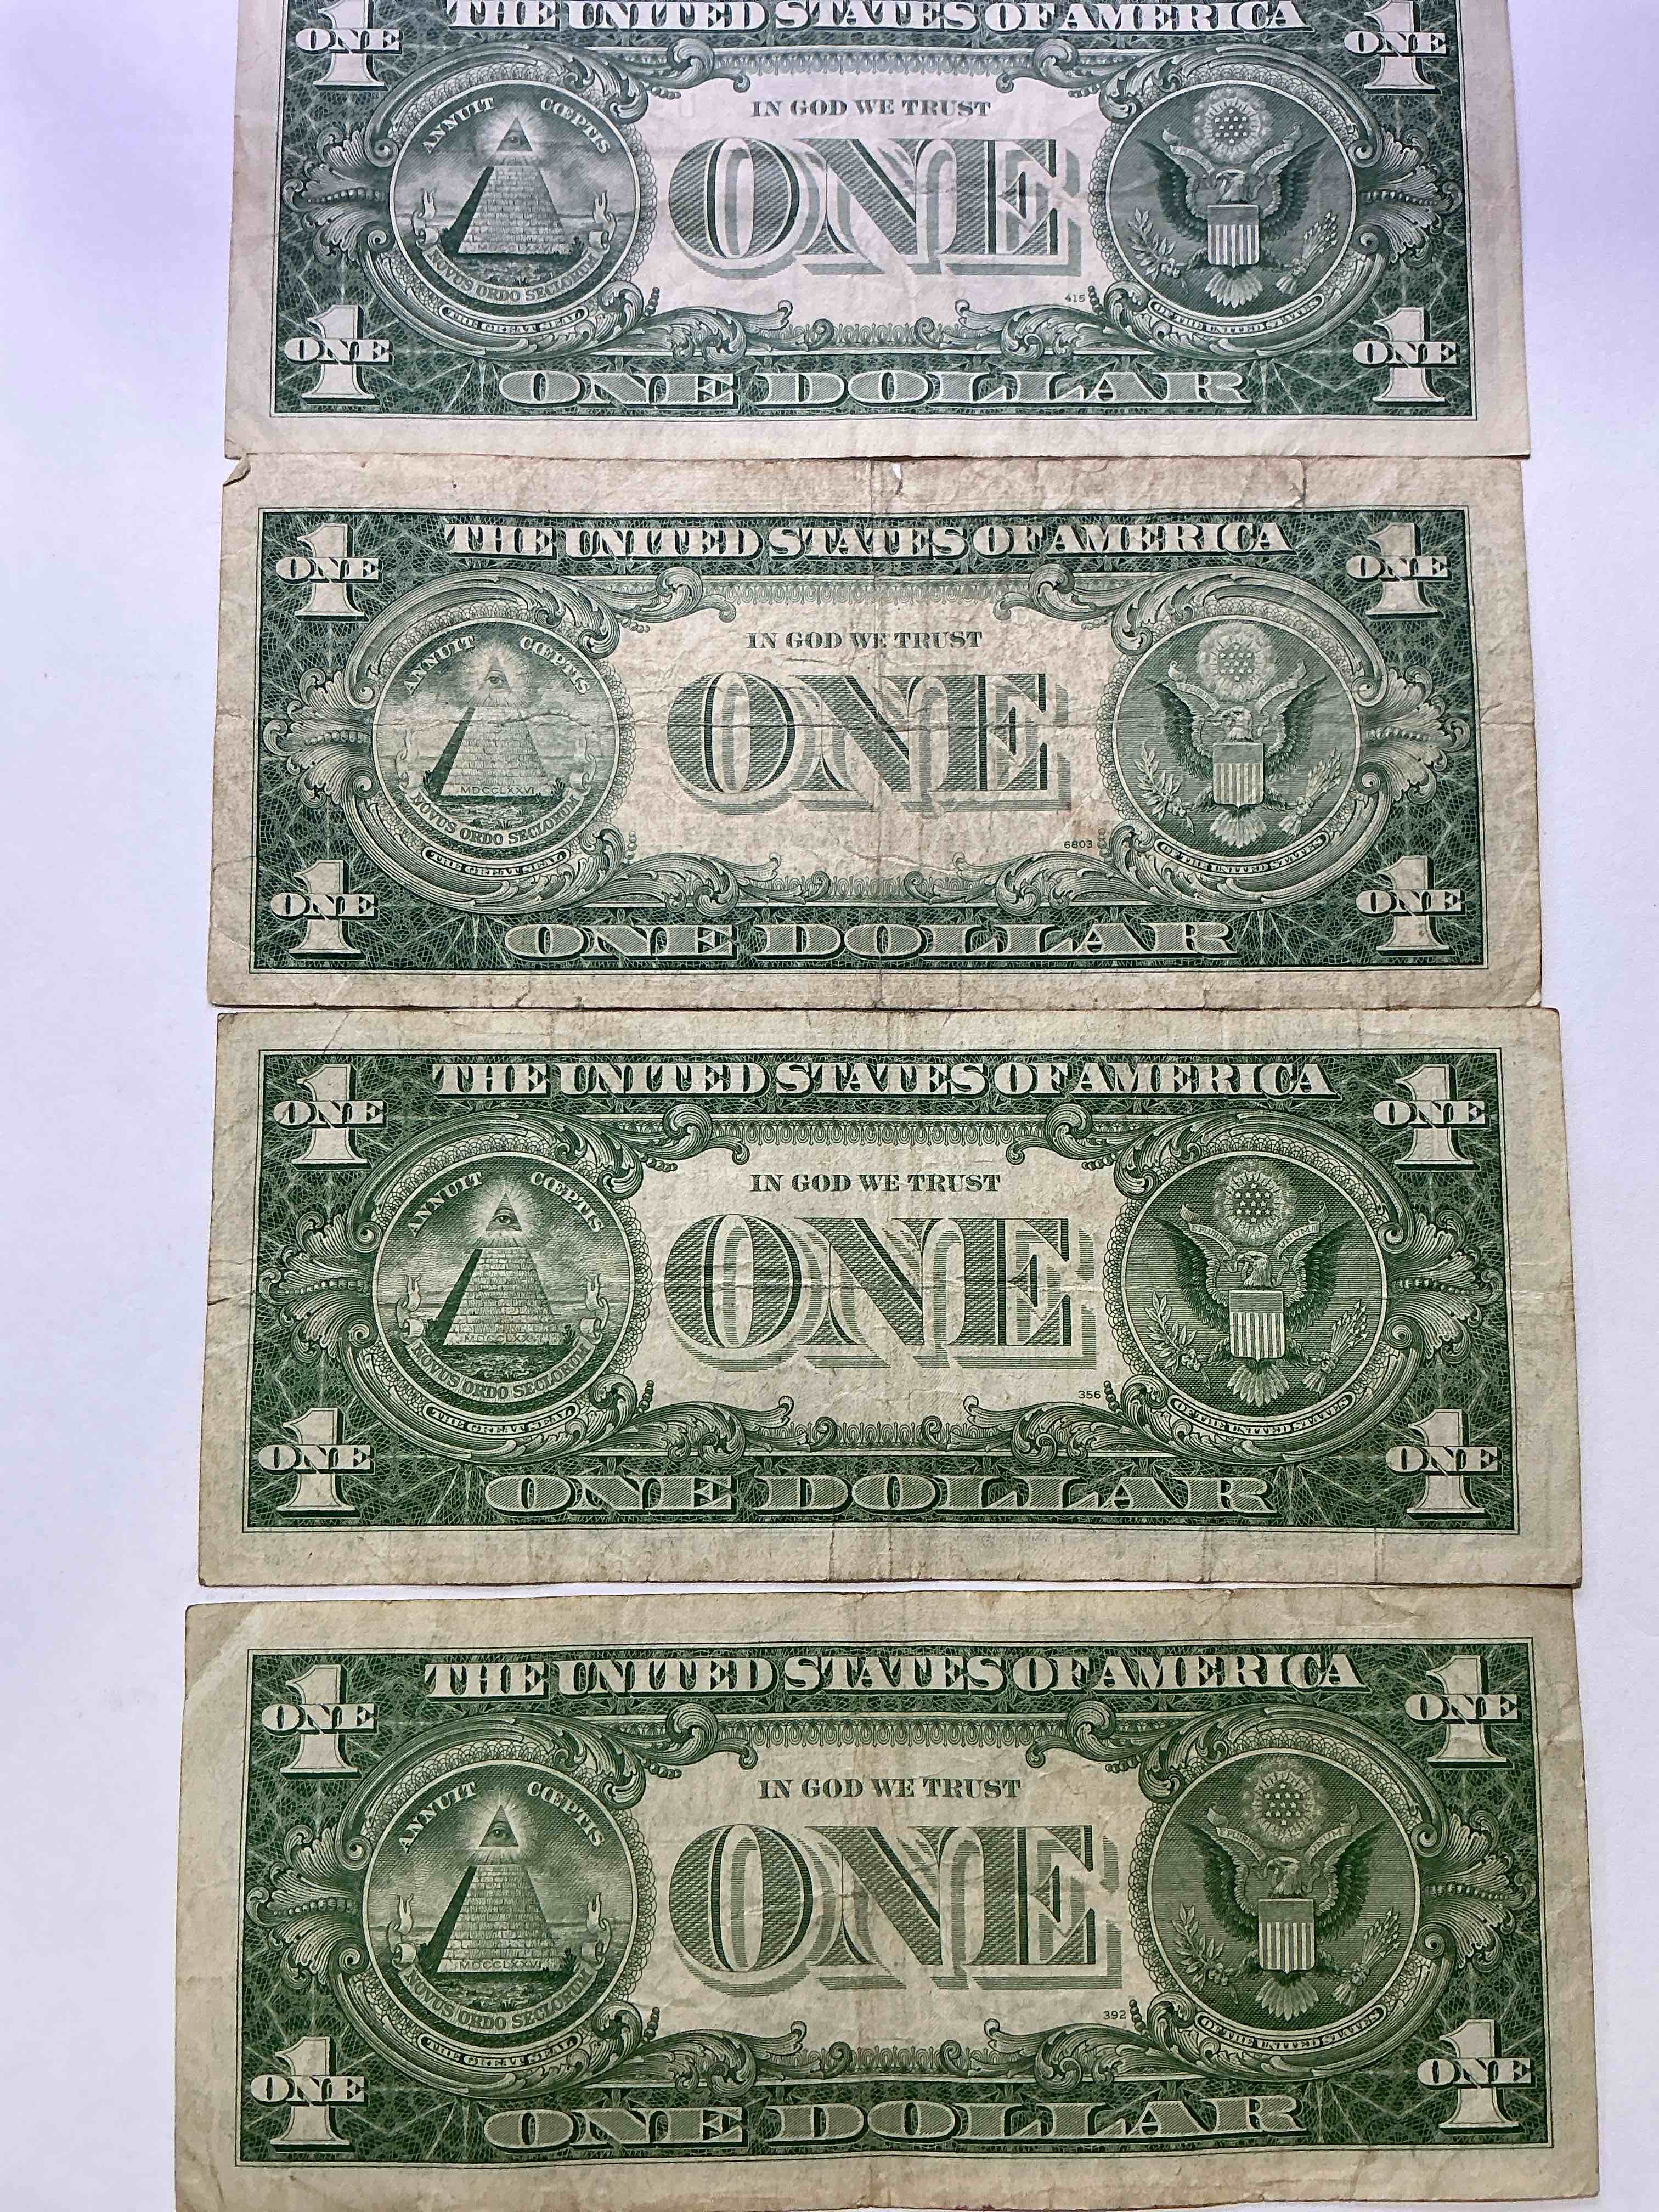 THE UNITED STATES OF AMERICA
ONE
1
ONE
1
ANNUIT CŒPTIS
IN GOD WE TRUST
ONE
MDCCLXXVI
NOVUS ORDO SECLORUM
THE GREAT SEAL
415
OF THE UNITED STATES
ONE
1
ONE
1
ONE DOLLAR
THE UNITED STATES OF AMERICA
ONE
1
ONE
1
ANNUIT CŒPTIS
IN GOD WE TRUST
ONE
MDCCLXXVI
NOVUS ORDO SECLORUM
THE GREAT SEAL
6803
OF THE UNITED STATES
ONE
1
ONE
1
ONE DOLLAR
THE UNITED STATES OF AMERICA
ONE
1
ONE
1
ANNUIT CŒPTIS
IN GOD WE TRUST
E PLURIBUS UNUM
ONE
MDCCLXXVI
NOVUS ORDO SECLORUM
THE GREAT SEAL
356
OF THE UNITED STATES
ONE
1
ONE
1
ONE DOLLAR
THE UNITED STATES OF AMERICA
ONE
1
ONE
1
ANNUIT CŒPTIS
IN GOD WE TRUST
E PLURIBUS UNUM
ONE
MDCCLXXVI
NOVUS ORDO SECLORUM
THE GREAT SEAL
392
OF THE UNITED STATES
ONE
1
ONE
1
ONE DOLLAR